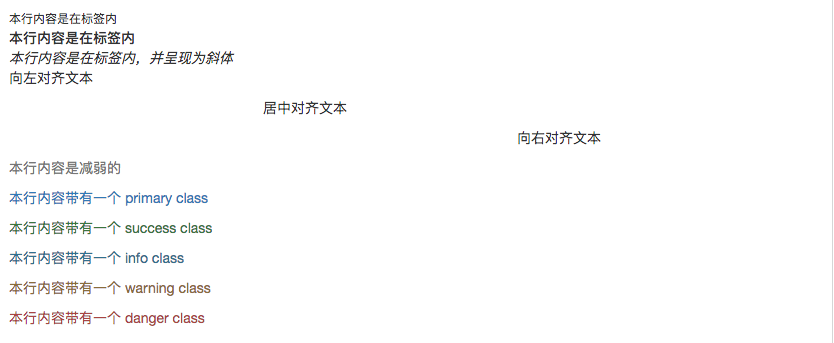 本行内容是在标签内
本行内容是在标签内
本行内容是在标签内，并呈现为斜体
向左对齐文本
居中对齐文本
向右对齐文本
本行内容是减弱的
本行内容带有一个 primary class
本行内容带有一个 success class
本行内容带有一个 info class
本行内容带有一个 warning class
本行内容带有一个 danger class